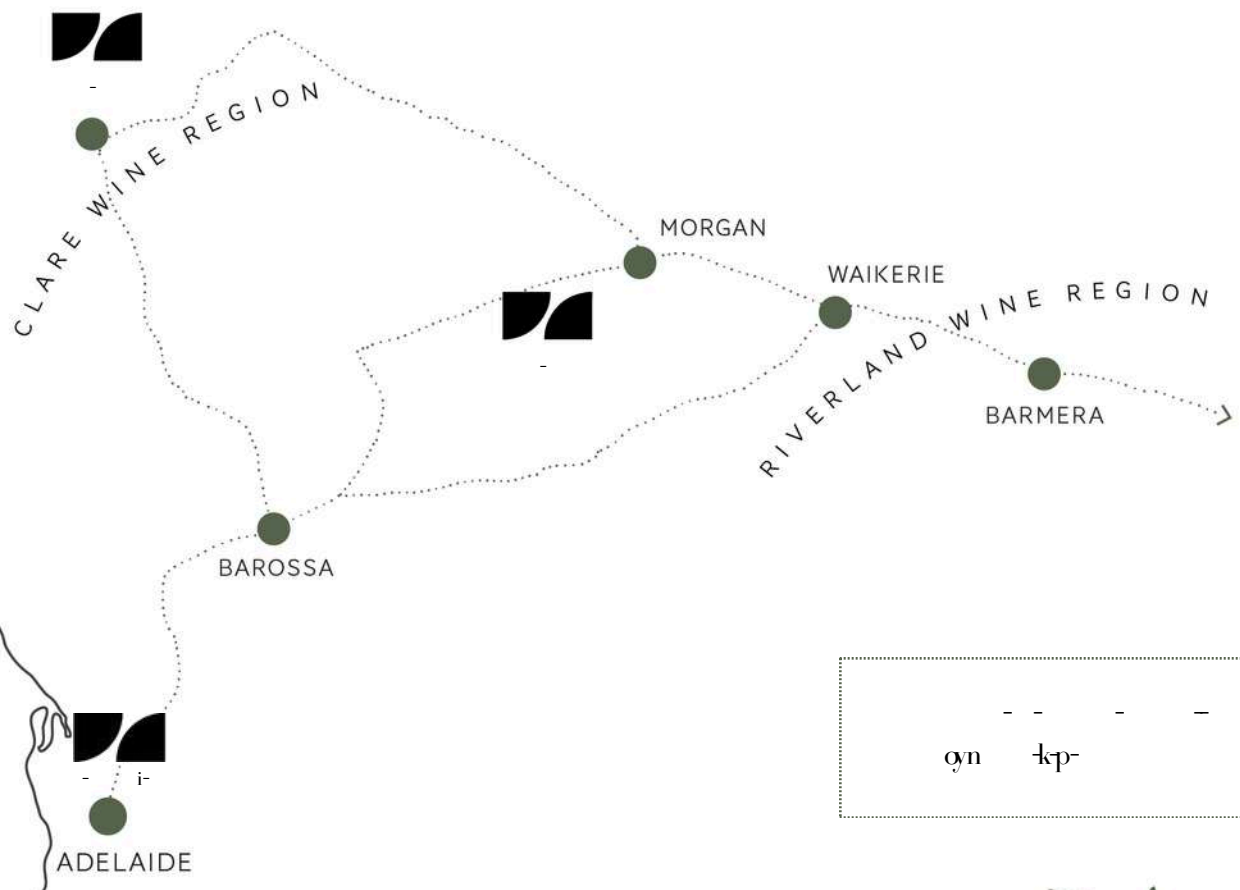 CLARE WINE REGION
MORGAN
WAIKERIE
RIVERLAND WINE REGION
BARMERA
BAROSSA
ADELAIDE